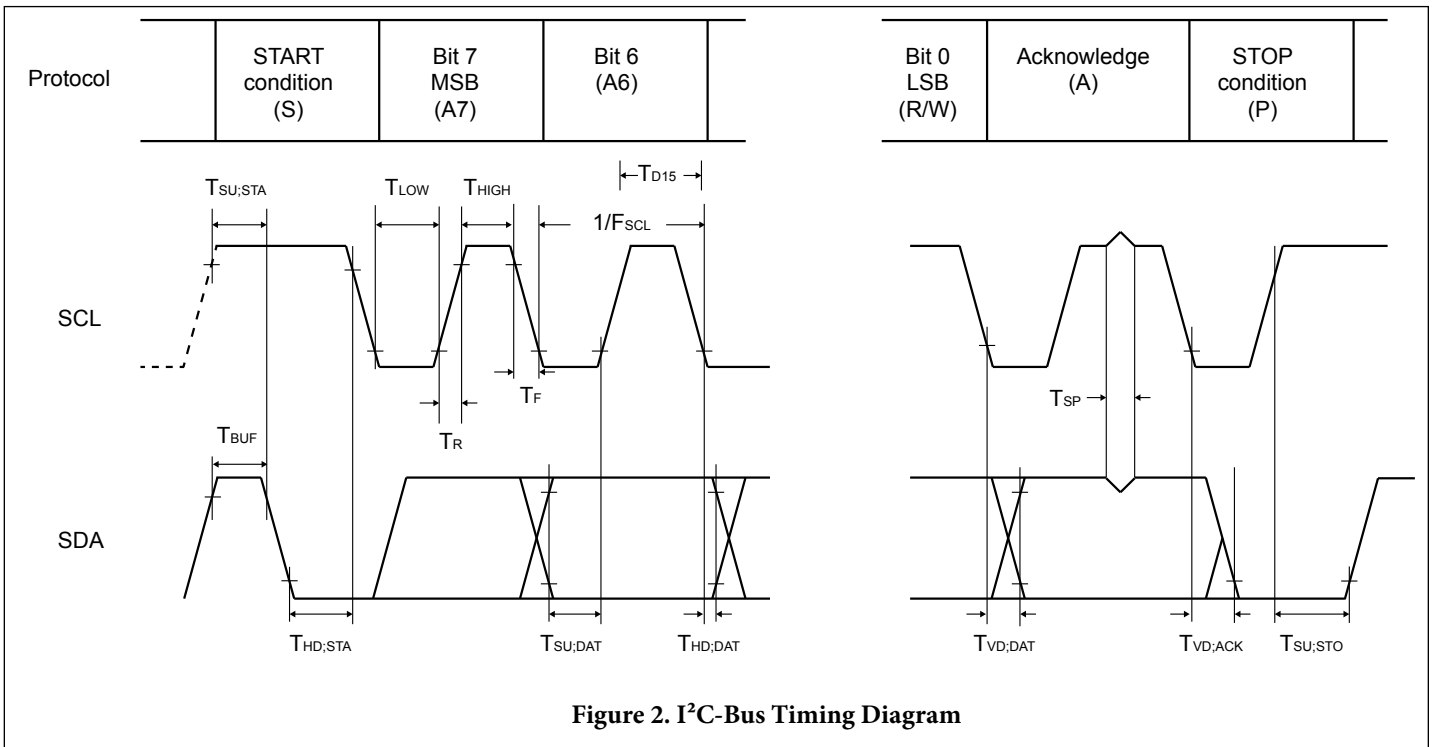 Protocol
START
condition
(S)
Bit 7
MSB
(A7)
Bit 6
(A6)
Bit 0
LSB
(R/W)
Acknowledge
(A)
STOP
condition
(P)
TSU;STA
TLOW
THIGH
TD15
1/FSCL
SCL
TF
TR
TSP
TBUF
SDA
THD;STA
TSU;DAT
THD;DAT
TVD;DAT
TVD;ACK
TSU;STO
Figure 2. I²C-Bus Timing Diagram